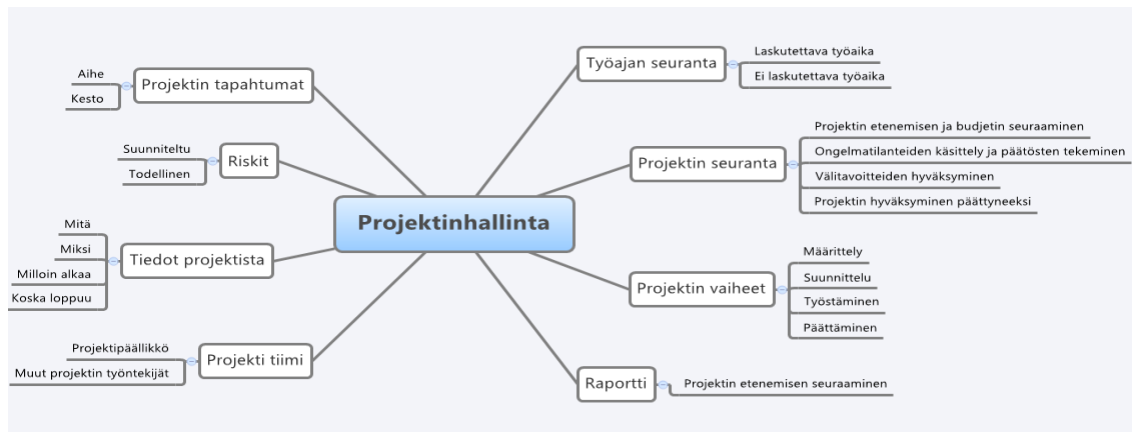 Projektinhallinta
Projektin tapahtumat
Aihe
Kesto
Riskit
Suunniteltu
Todellinen
Tiedot projektista
Mitä
Miksi
Milloin alkaa
Koska loppuu
Projekti tiimi
Projektipäällikkö
Muut projektin työntekijät
Työajan seuranta
Laskutettava työaika
Ei laskutettava työaika
Projektin seuranta
Projektin etenemisen ja budjetin seuraaminen
Ongelmatilanteiden käsittely ja päätösten tekeminen
Välitavoitteiden hyväksyminen
Projektin hyväksyminen päättyneeksi
Projektin vaiheet
Määrittely
Suunnittelu
Työstäminen
Päättäminen
Raportti
Projektin etenemisen seuraaminen